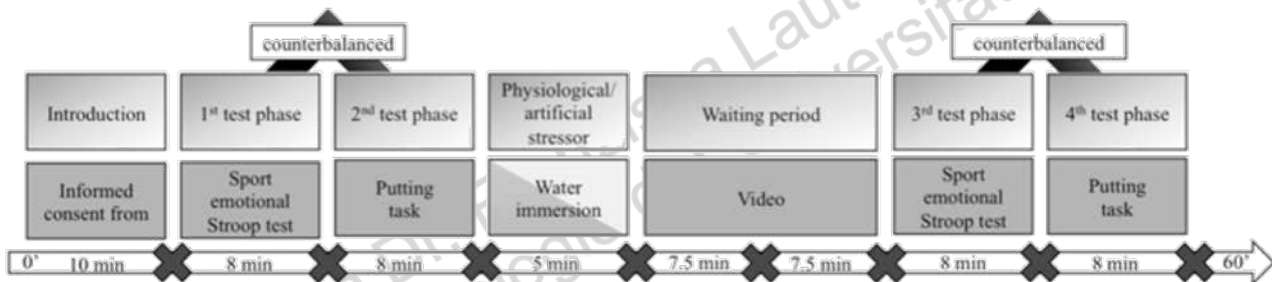 counterbalanced
counterbalanced
Introduction
1st test phase
2nd test phase
Physiological/
artificial
stressor
Waiting period
3rd test phase
4th test phase
Informed
consent from
Sport
emotional
Stroop test
Putting
task
Water
immersion
Video
Sport
emotional
Stroop test
Putting
task
0’ 10 min 8 min 8 min 5 min 7.5 min 7.5 min 8 min 8 min 60’